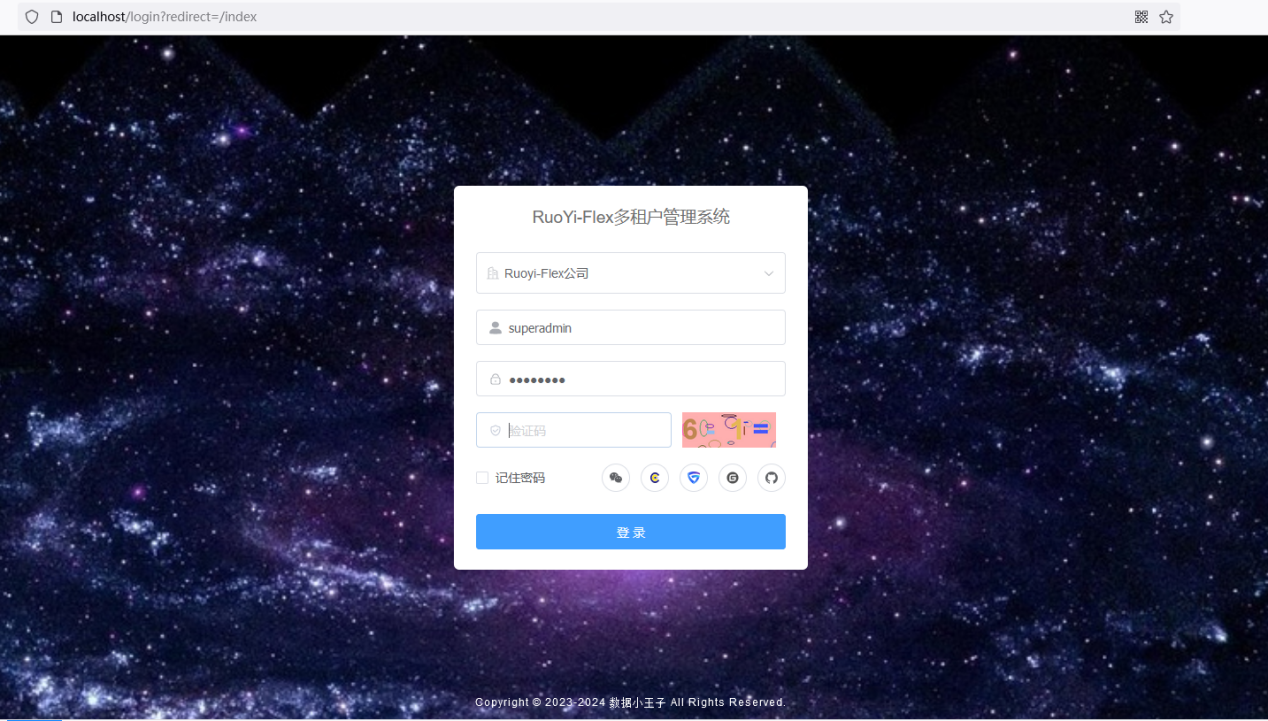 localhost/login?redirect=/index
RuoYi-Flex多租户管理系统
Ruoyi-Flex公司
superadmin
●●●●●●●●
验证码
记住密码
登 录
Copyright © 2023-2024 数据小王子 All Rights Reserved.